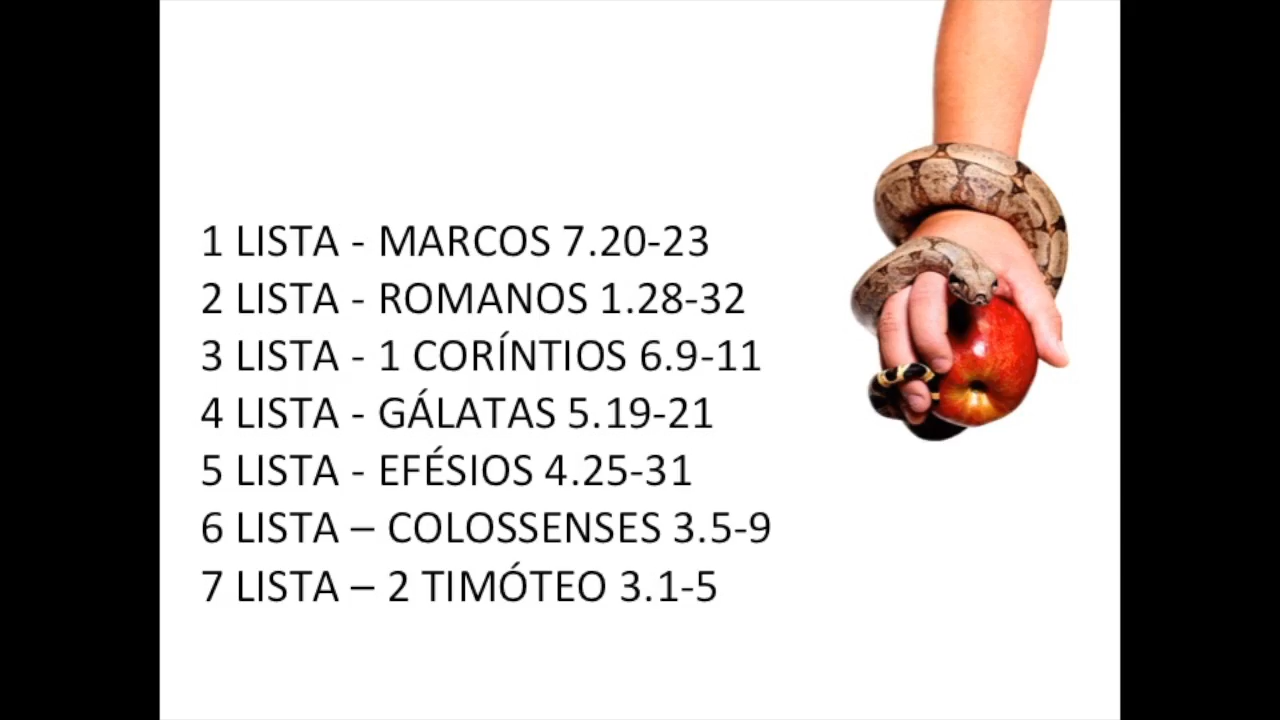 1 LISTA - MARCOS 7.20-23
2 LISTA - ROMANOS 1.28-32
3 LISTA - 1 CORÍNTIOS 6.9-11
4 LISTA - GÁLATAS 5.19-21
5 LISTA - EFÉSIOS 4.25-31
6 LISTA – COLOSSENSES 3.5-9
7 LISTA – 2 TIMÓTEO 3.1-5